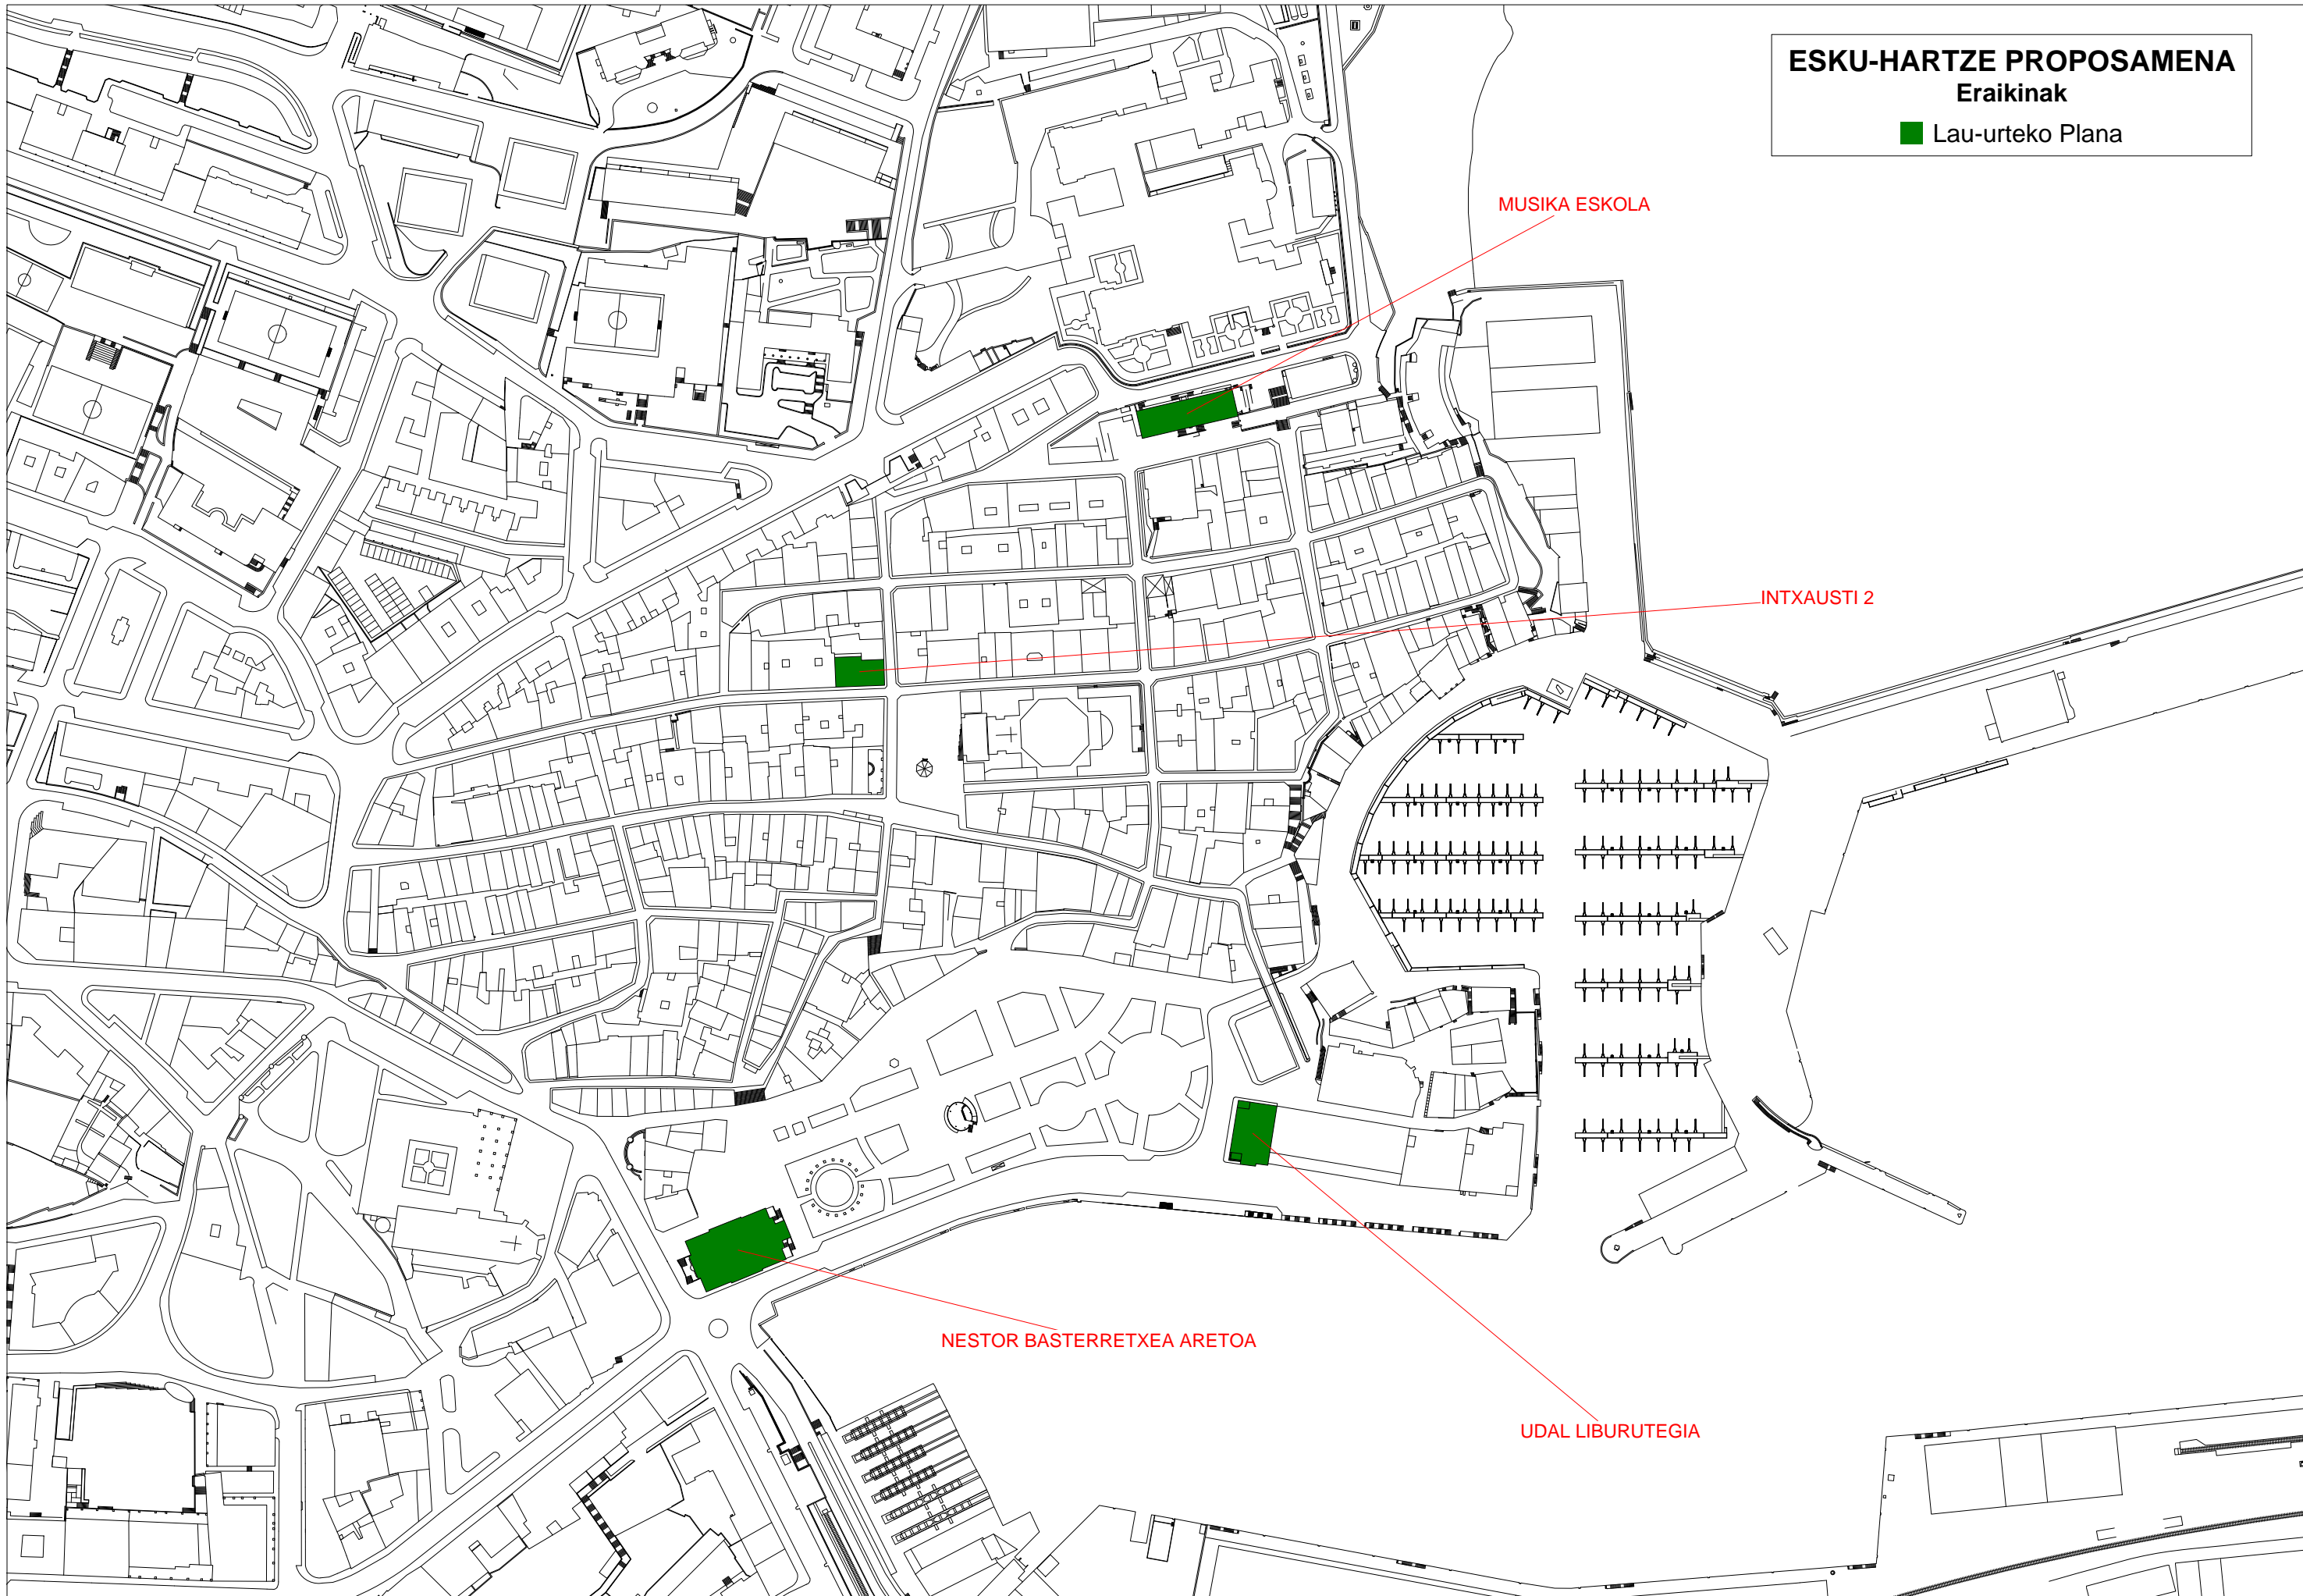 ESKU-HARTZE PROPOSAMENA
Eraikinak
Lau-urteko Plana
MUSIKA ESKOLA
INTXAUSTI 2
NESTOR BASTERRETXEA ARETOA
UDAL LIBURUTEGIA